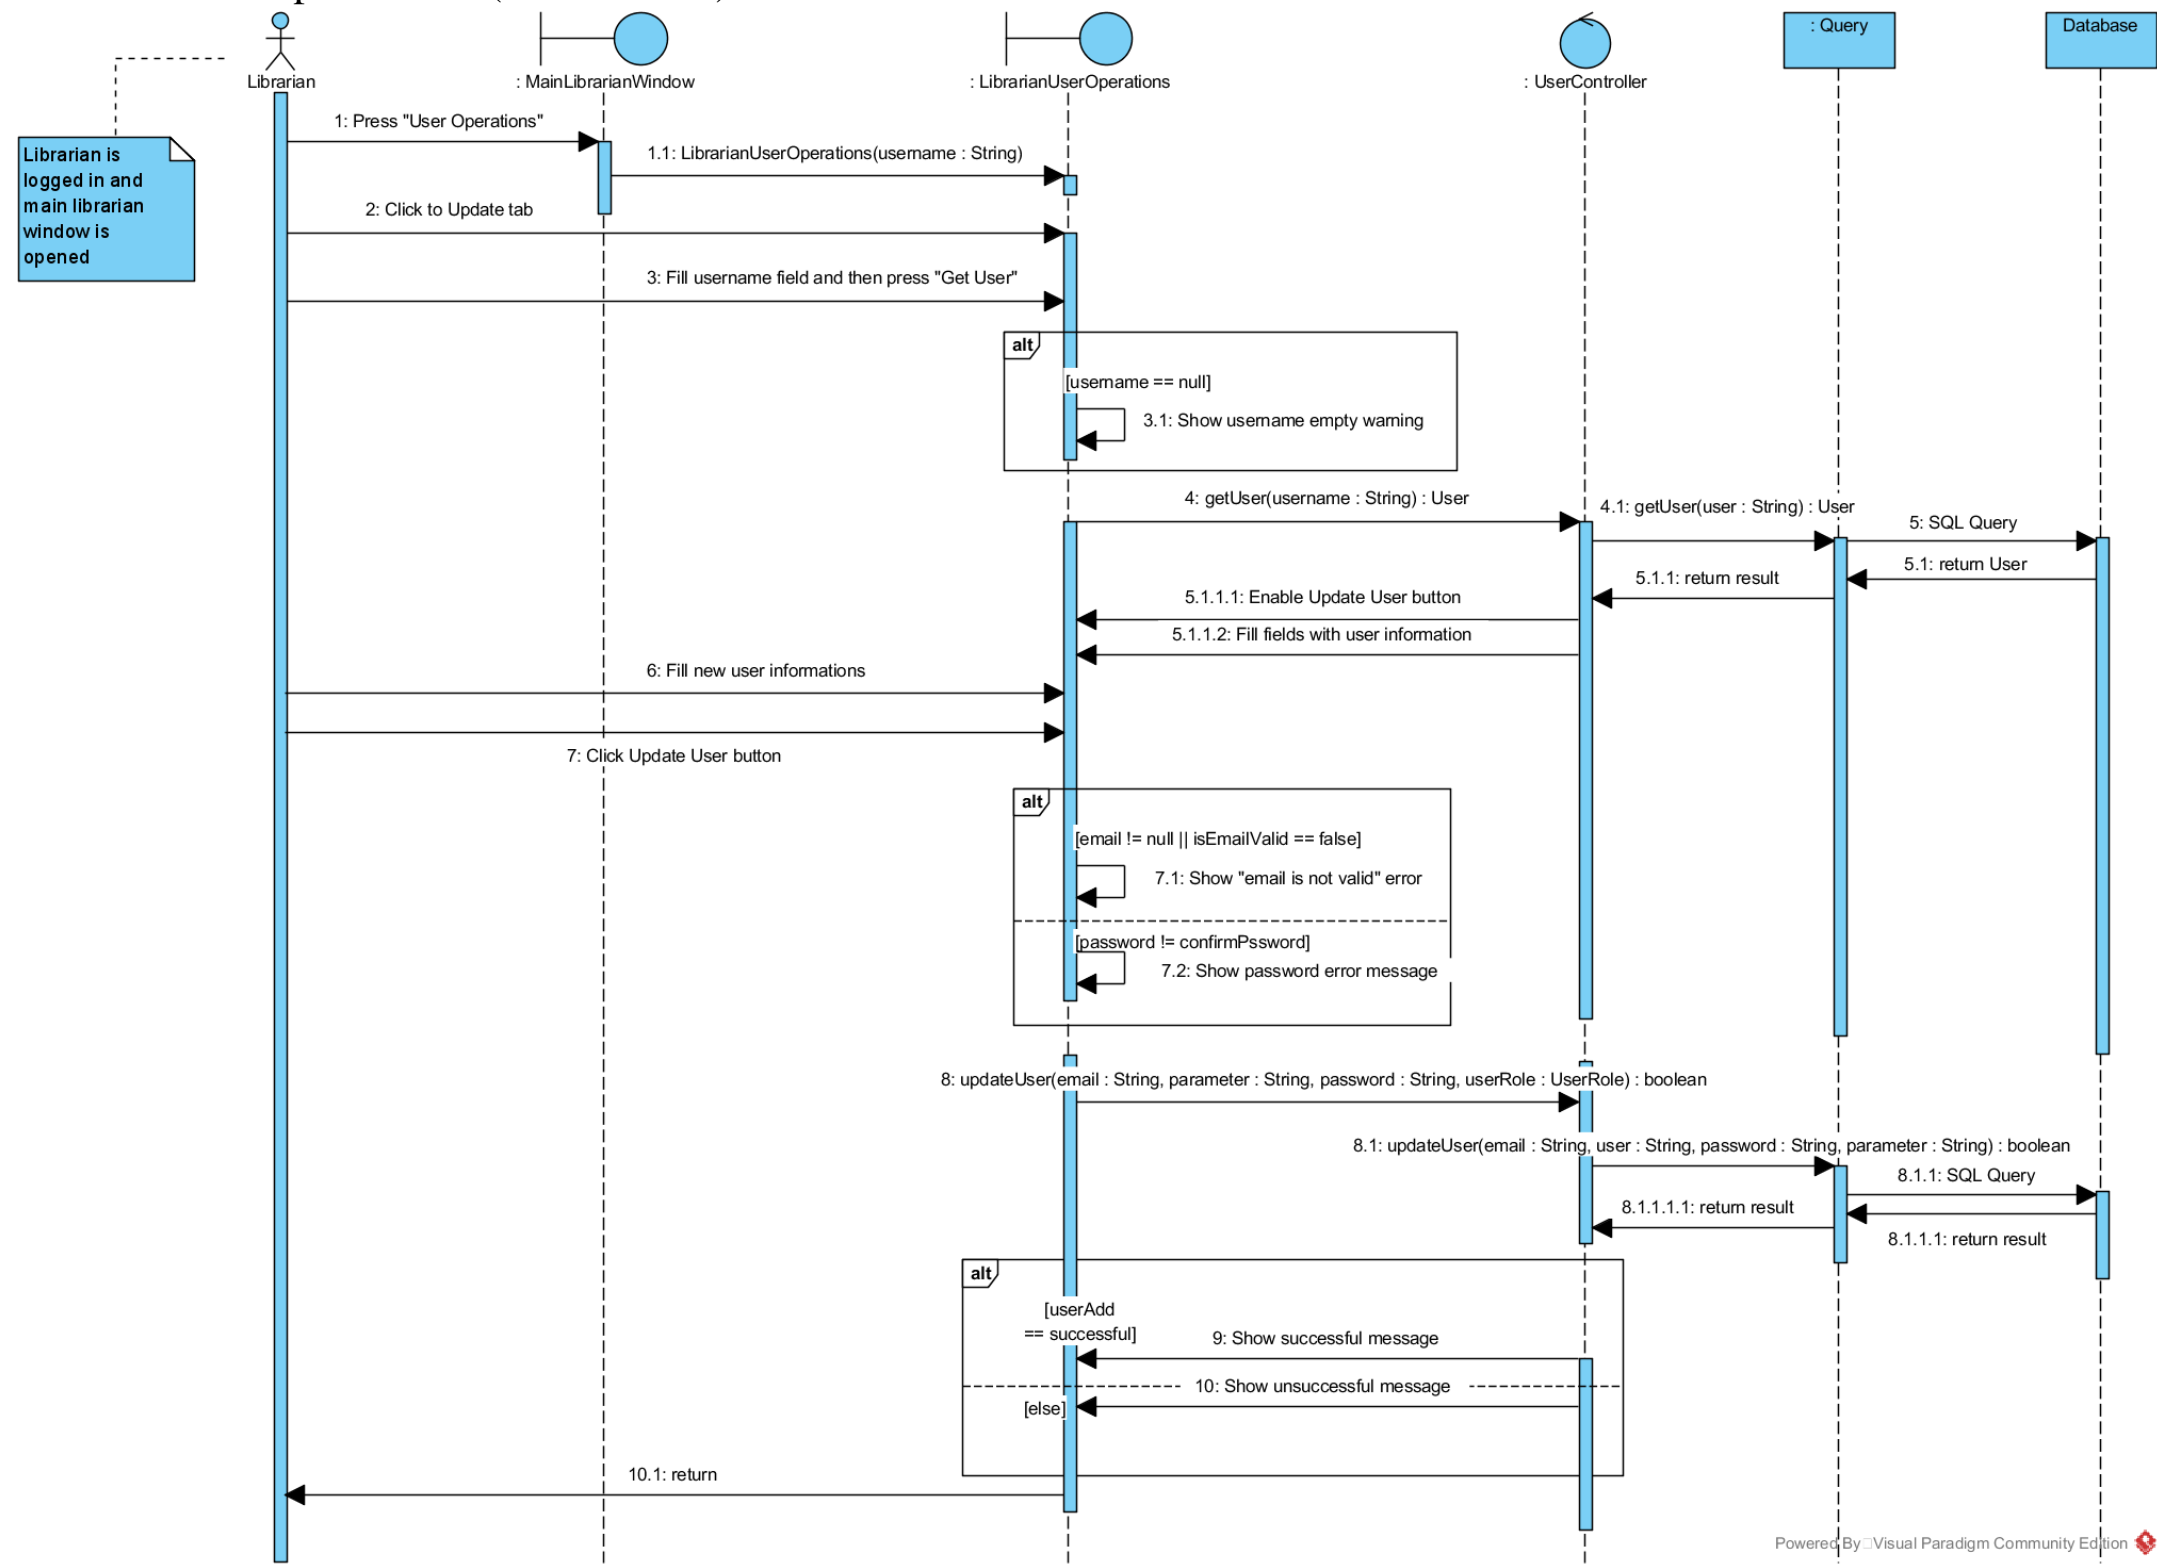 Librarian
: MainLibrarianWindow
: LibrarianUserOperations
: UserController
: Query
Database
Librarian is
logged in and
main librarian
window is
opened
1: Press "User Operations"
1.1: LibrarianUserOperations(username : String)
2: Click to Update tab
3: Fill username field and then press "Get User"
alt
[username == null]
3.1: Show username empty warning
4: getUser(username : String) : User
4.1: getUser(user : String) : User
5: SQL Query
5.1: return User
5.1.1: return result
5.1.1.1: Enable Update User button
5.1.1.2: Fill fields with user information
6: Fill new user informations
7: Click Update User button
alt
[email != null || isEmailValid == false]
7.1: Show "email is not valid" error
[password != confirmPssword]
7.2: Show password error message
8: updateUser(email : String, parameter : String, password : String, userRole : UserRole) : boolean
8.1: updateUser(email : String, user : String, password : String, parameter : String) : boolean
8.1.1: SQL Query
8.1.1.1.1: return result
8.1.1.1: return result
alt
[userAdd
== successful]
9: Show successful message
10: Show unsuccessful message
[else]
10.1: return
Powered By Visual Paradigm Community Edition